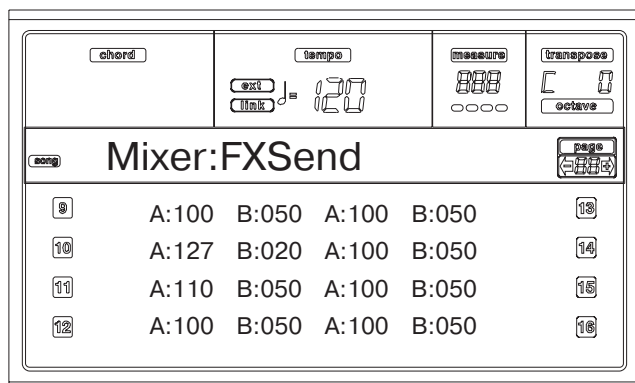 chord
tempo
measure
transpose
ext
link
= 120
888
C 0
octave
song
Mixer:FXSend
page
-88+
9 A:100 B:050 A:100 B:050 13
10 A:127 B:020 A:100 B:050 14
11 A:110 B:050 A:100 B:050 15
12 A:100 B:050 A:100 B:050 16